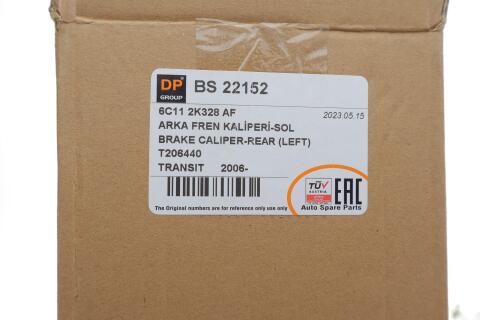 DP
GROUP
BS 22152
6C11 2K328 AF
2023.05.15
ARKA FREN KALİPERİ-SOL
BRAKE CALIPER-REAR (LEFT)
T206440
TRANSIT 2006-
TÜV
AUSTRIA
EAC
Auto Spare Parts
The Original numbers are for reference only use only